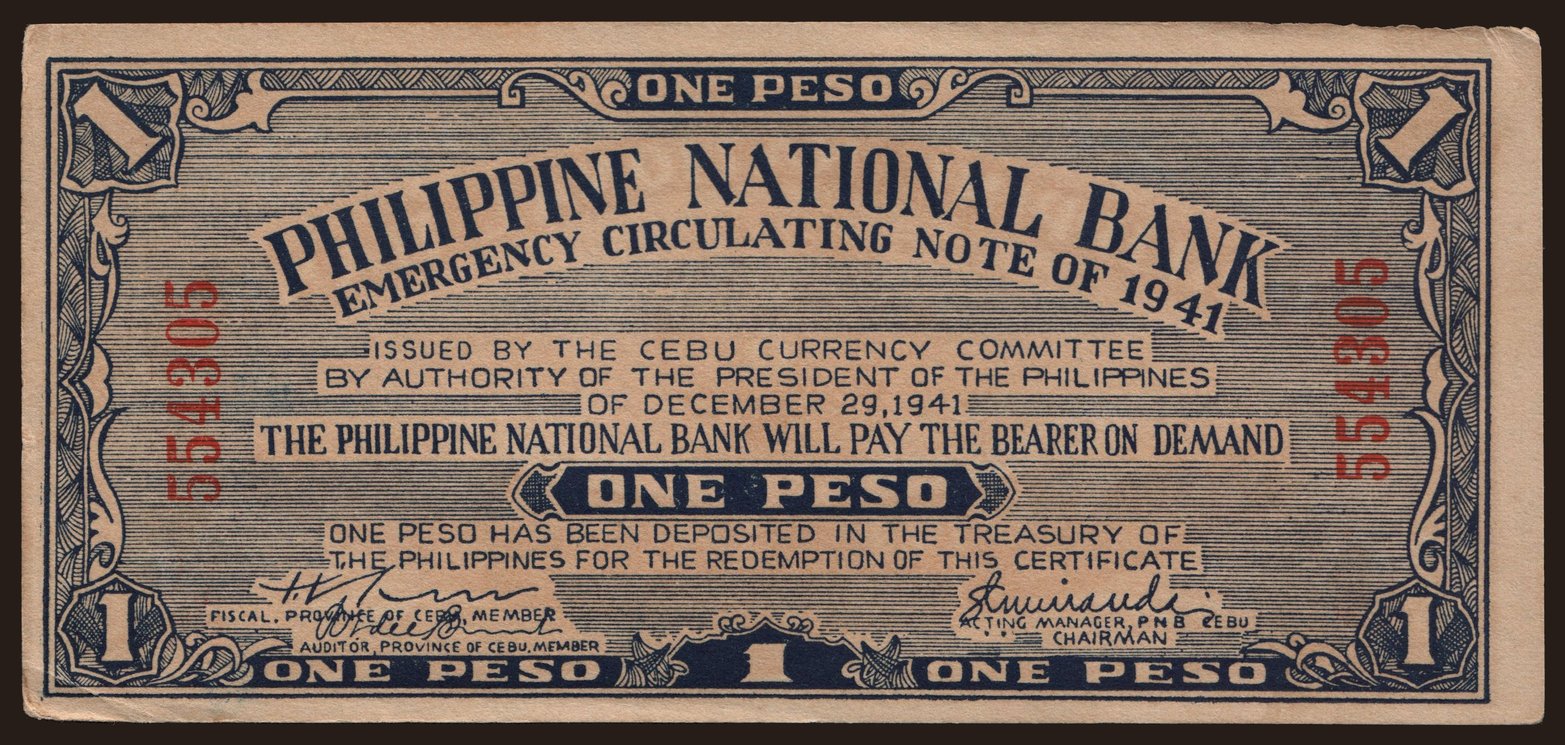 1
ONE PESO
1
PHILIPPINE NATIONAL BANK
EMERGENCY CIRCULATING NOTE OF 1941
554305
554305
ISSUED BY THE CEBU CURRENCY COMMITTEE
BY AUTHORITY OF THE PRESIDENT OF THE PHILIPPINES
OF DECEMBER 29,1941
THE PHILIPPINE NATIONAL BANK WILL PAY THE BEARER ON DEMAND
ONE PESO
ONE PESO HAS BEEN DEPOSITED IN THE TREASURY OF
THE PHILIPPINES FOR THE REDEMPTION OF THIS CERTIFICATE
FISCAL, PROVINCE OF CEBU, MEMBER
AUDITOR, PROVINCE OF CEBU, MEMBER
ACTING MANAGER, PNB CEBU
CHAIRMAN
1
ONE PESO
1
ONE PESO
1